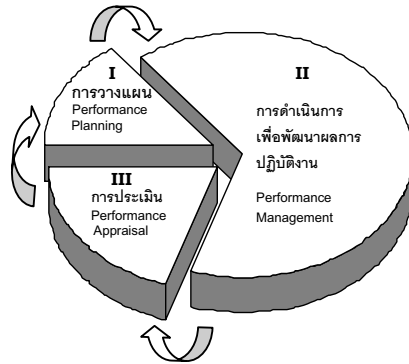 I
การวางแผน
Performance
Planning
II
การดำเนินการ
เพื่อพัฒนาผลการ
ปฏิบัติงาน
Performance
Management
III
การประเมิน
Performance
Appraisal